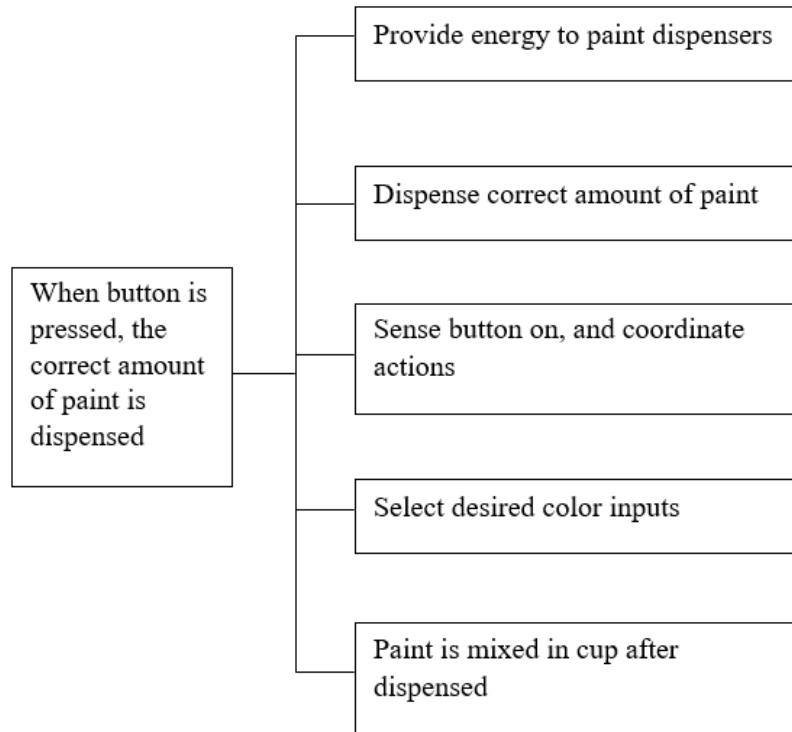 Provide energy to paint dispensers
Dispense correct amount of paint
When button is
pressed, the
correct amount
of paint is
dispensed
Sense button on, and coordinate
actions
Select desired color inputs
Paint is mixed in cup after
dispensed